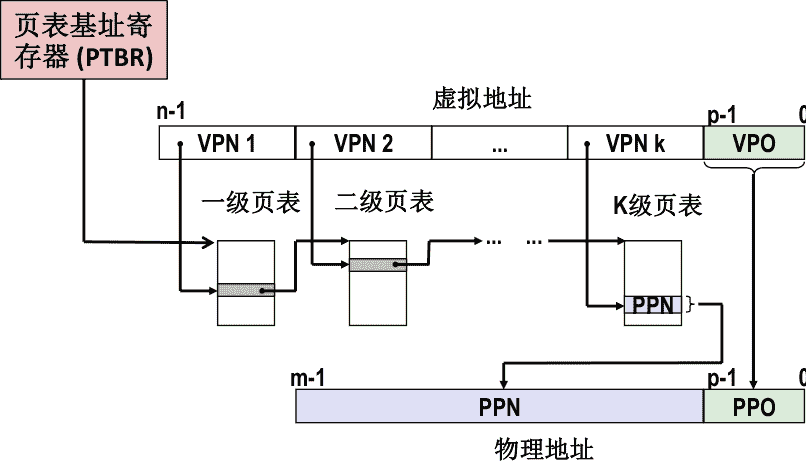 页表基址寄
存器 (PTBR)
虚拟地址
n-1
p-1
0
VPN 1
VPN 2
...
VPN k
VPO
一级页表
二级页表
K级页表
... ...
PPN
m-1
p-1
0
PPN
PPO
物理地址